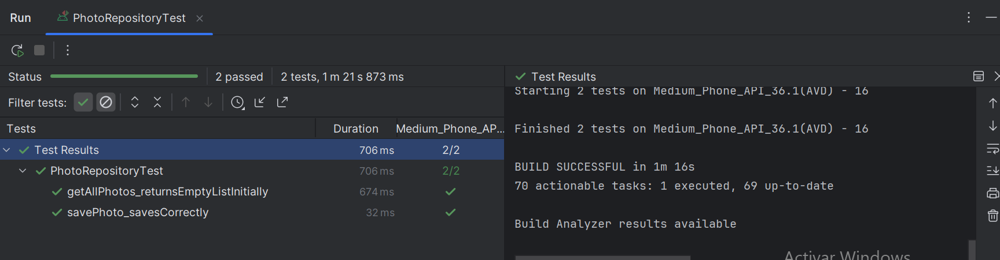 Run PhotoRepositoryTest
Status 2 passed 2 tests, 1 m 21 s 873 ms
Filter tests:
Tests Duration Medium_Phone_AP...
Test Results 706 ms 2/2
PhotoRepositoryTest 706 ms 2/2
getAllPhotos_returnsEmptyListInitially 674 ms
savePhoto_savesCorrectly 32 ms
Test Results
Starting 2 tests on Medium_Phone_API_36.1(AVD) - 16
Finished 2 tests on Medium_Phone_API_36.1(AVD) - 16
BUILD SUCCESSFUL in 1m 16s
70 actionable tasks: 1 executed, 69 up-to-date
Build Analyzer results available
Activar Windows